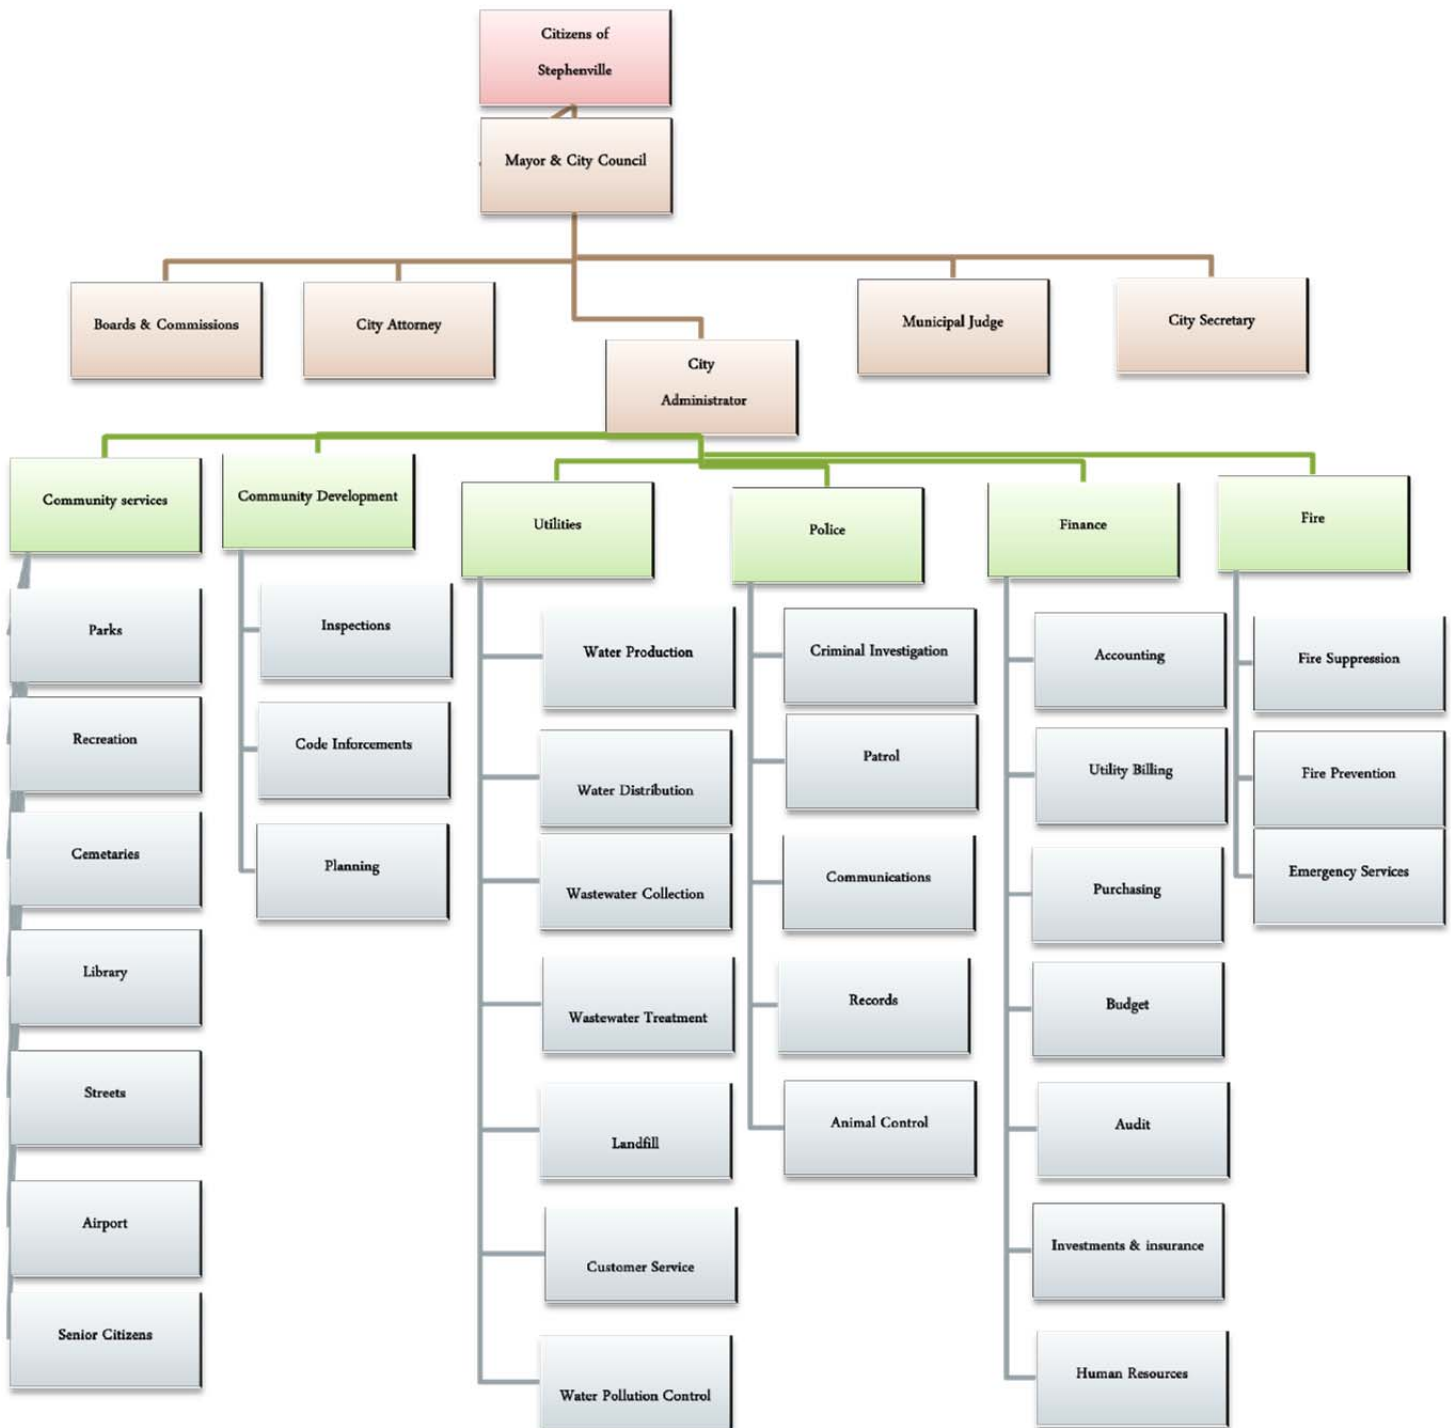 Citizens of
Stephenville
Mayor & City Council
Boards & Commissions
City Attorney
City
Administrator
Municipal Judge
City Secretary
Community services
Parks
Recreation
Cemetaries
Library
Streets
Airport
Senior Citizens
Community Development
Inspections
Code Inforcements
Planning
Utilities
Water Production
Water Distribution
Wastewater Collection
Wastewater Treatment
Landfill
Customer Service
Water Pollution Control
Police
Criminal Investigation
Patrol
Communications
Records
Animal Control
Finance
Accounting
Utility Billing
Purchasing
Budget
Audit
Investments & insurance
Human Resources
Fire
Fire Suppression
Fire Prevention
Emergency Services